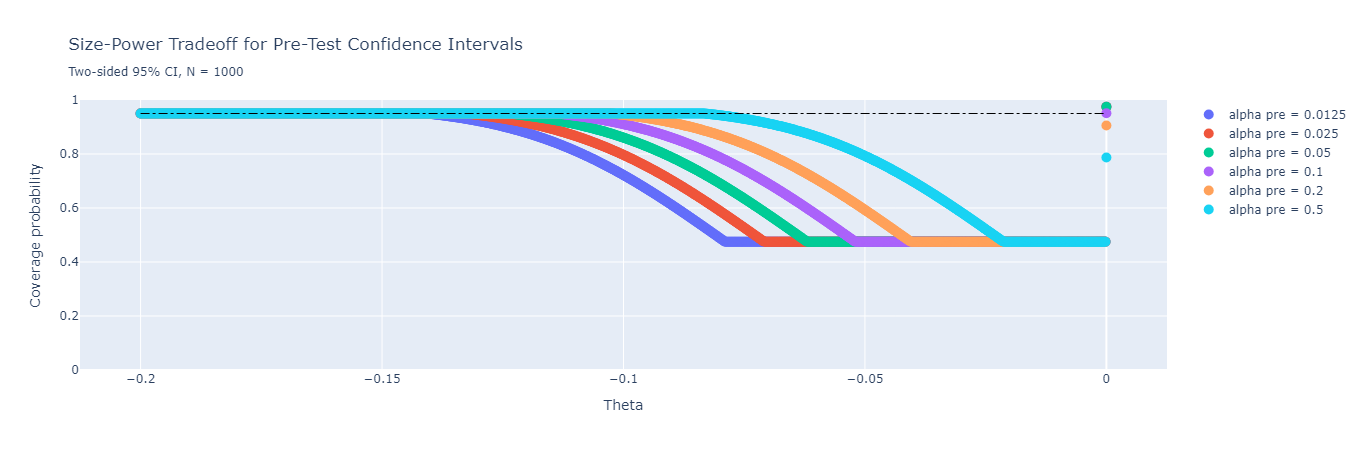 Size-Power Tradeoff for Pre-Test Confidence Intervals
Two-sided 95% CI, N = 1000
1
0.8
0.6
0.4
0.2
0
Coverage probability
−0.2
−0.15
−0.1
−0.05
0
Theta
alpha pre = 0.0125
alpha pre = 0.025
alpha pre = 0.05
alpha pre = 0.1
alpha pre = 0.2
alpha pre = 0.5